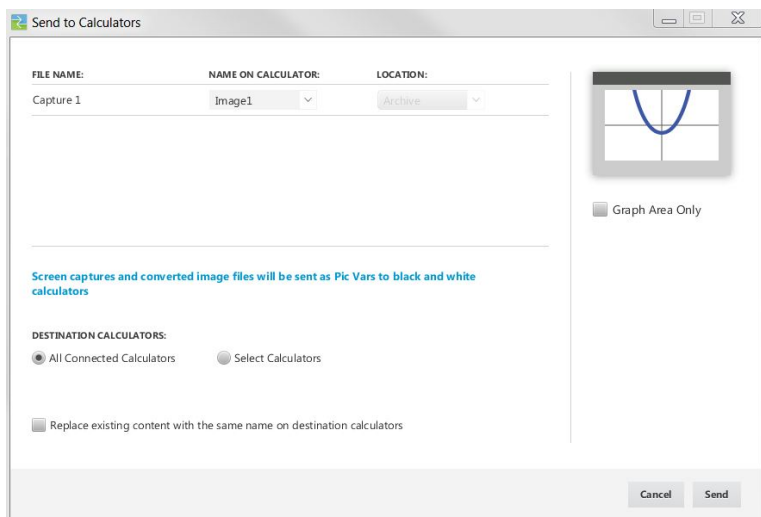 Send to Calculators
FILE NAME: NAME ON CALCULATOR: LOCATION:
Capture 1 Image1 Archive
Graph Area Only
Screen captures and converted image files will be sent as Pic Vars to black and white
calculators
DESTINATION CALCULATORS:
All Connected Calculators Select Calculators
Replace existing content with the same name on destination calculators
Cancel Send